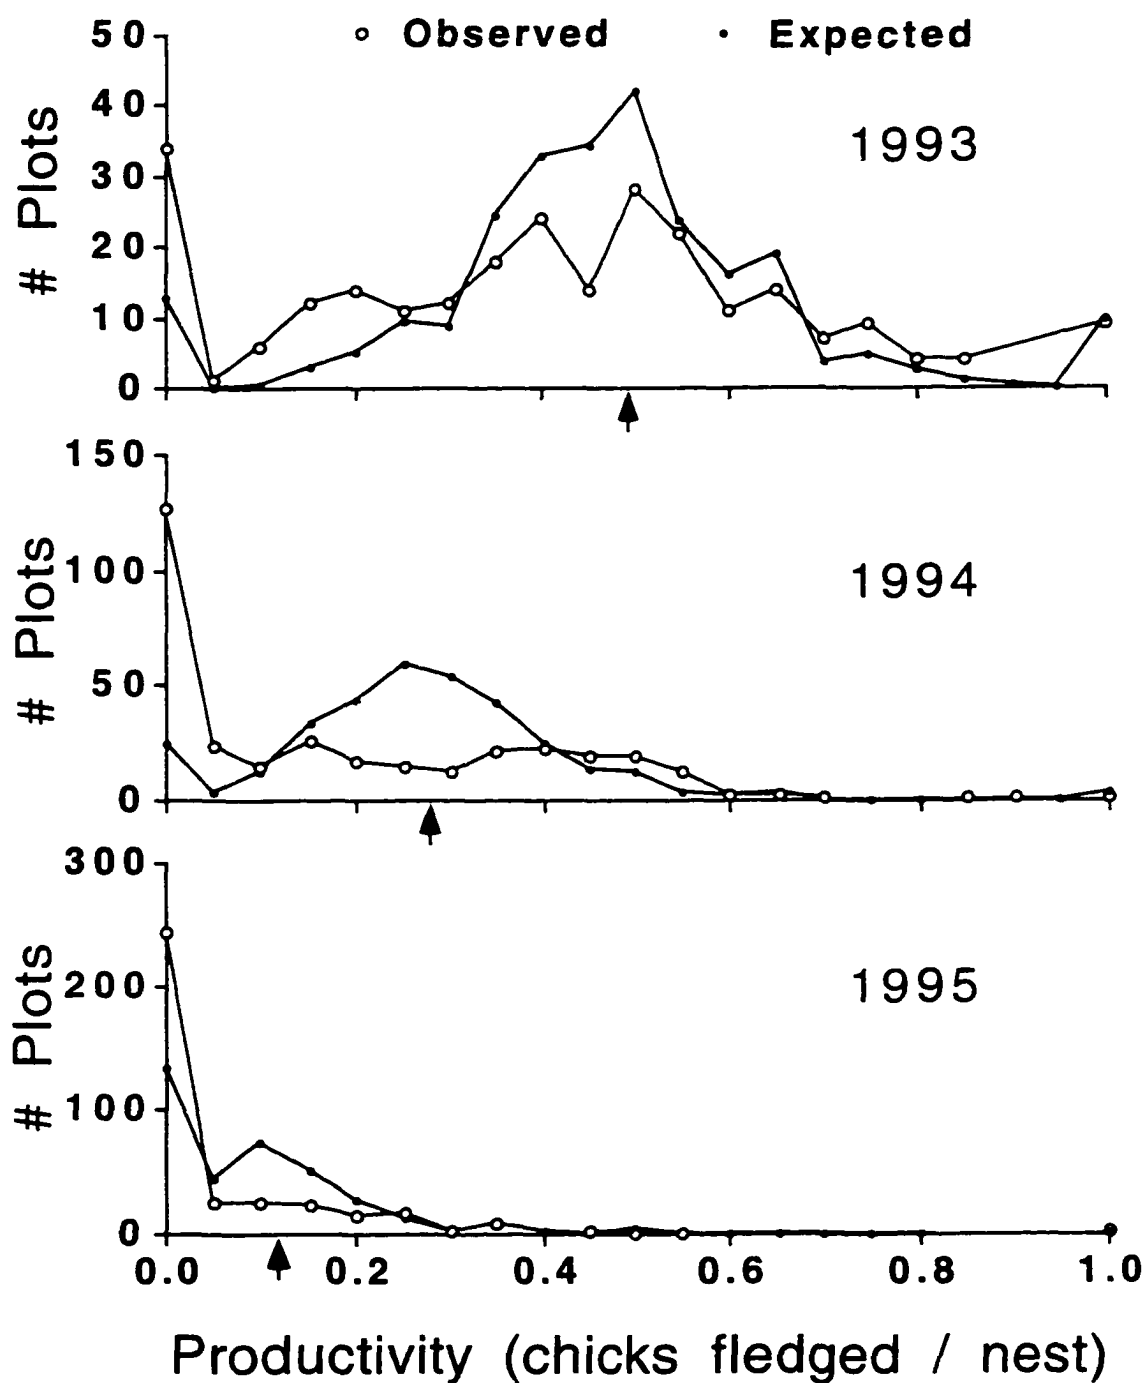 Observed Expected
50
40
30
20
10
0
# Plots
1993
150
100
50
0
# Plots
1994
300
200
100
0
# Plots
1995
0.0 0.2 0.4 0.6 0.8 1.0
Productivity (chicks fledged / nest)